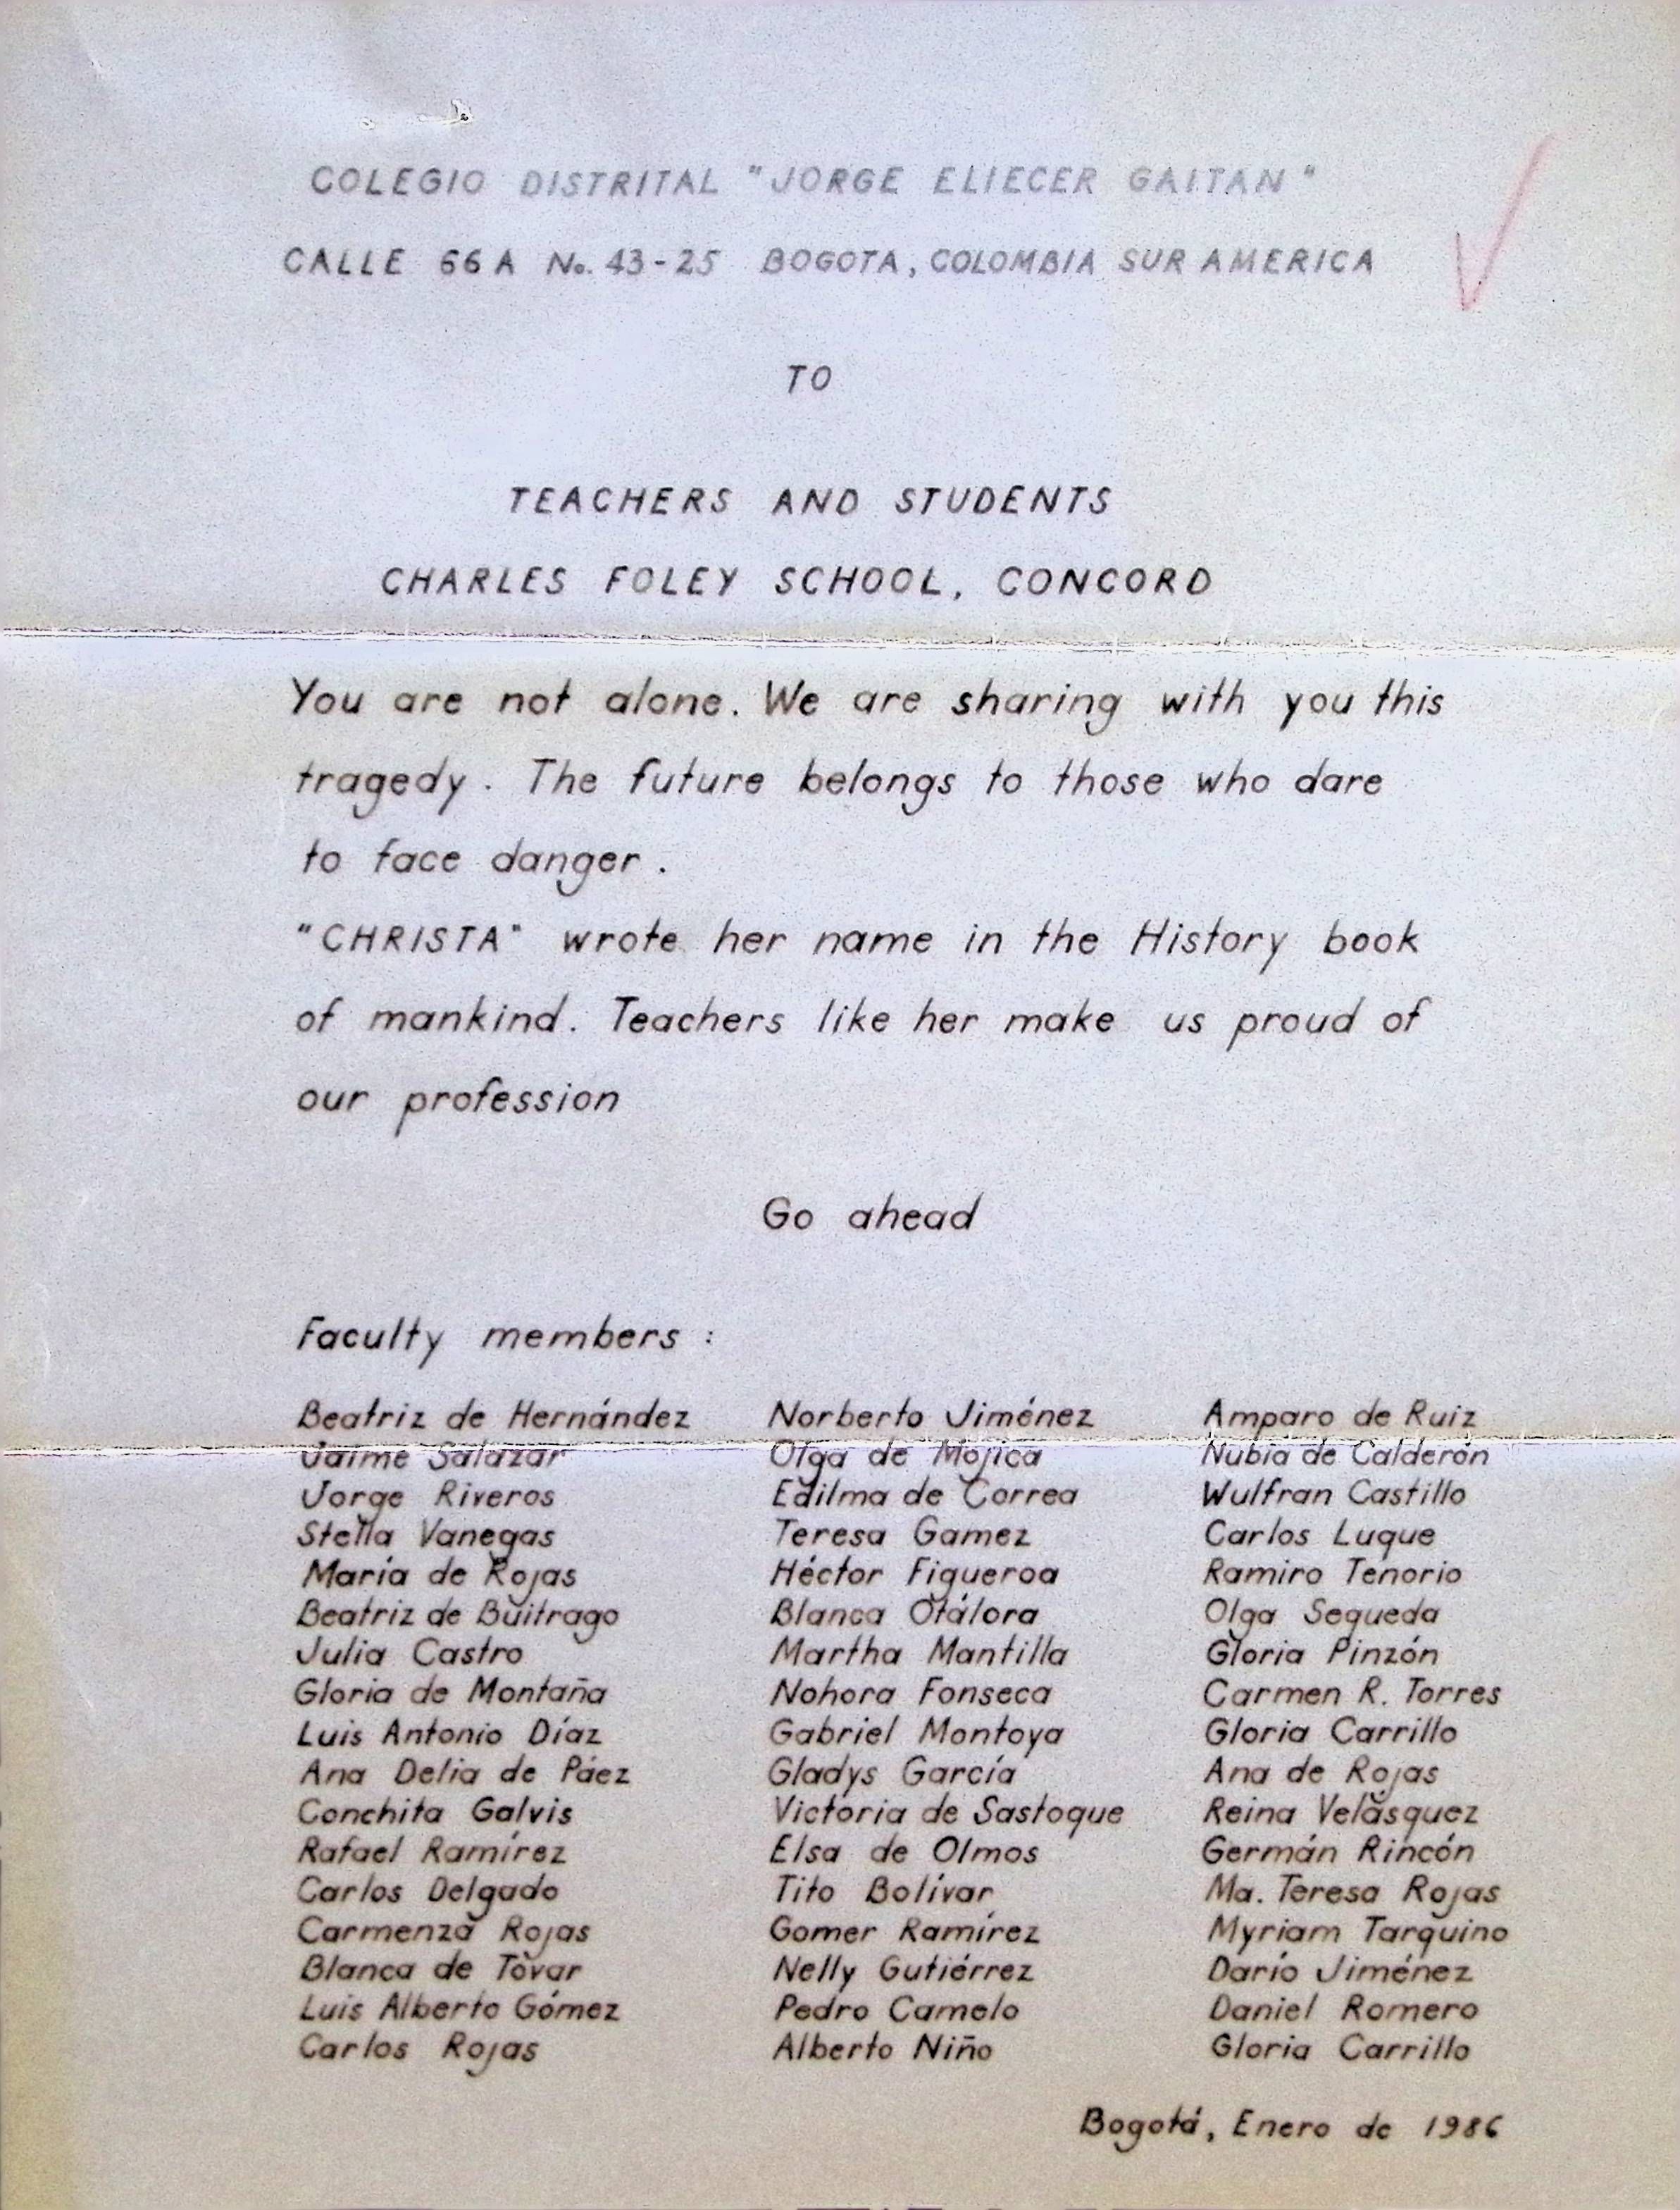 COLEGIO DISTRITAL "JORGE ELIECER GAITAN"
CALLE 66A No. 43-25 BOGOTA, COLOMBIA SUR AMERICA
TO
TEACHERS AND STUDENTS
CHARLES FOLEY SCHOOL, CONCORD
You are not alone. We are sharing with you this
tragedy. The future belongs to those who dare
to face danger.
"CHRISTA" wrote her name in the History book
of mankind. Teachers like her make us proud of
our profession
Go ahead
Faculty members:
Beatriz de Hernández Norberto Jiménez Amparo de Ruiz
Jaime Salazar Olga de Mojica Nubia de Calderón
Jorge Riveros Edilma de Correa Wulfran Castillo
Stella Vanegas Teresa Gamez Carlos Luque
María de Rojas Héctor Figueroa Ramiro Tenorio
Beatriz de Buitrago Blanca Otálora Olga Sequeda
Julia Castro Martha Mantilla Gloria Pinzón
Gloria de Montaña Nohora Fonseca Carmen R. Torres
Luis Antonio Díaz Gabriel Montoya Gloria Carrillo
Ana Delia de Páez Gladys García Ana de Rojas
Conchita Galvis Victoria de Sastoque Reina Velásquez
Rafael Ramírez Elsa de Olmos Germán Rincón
Carlos Delgado Tito Bolívar Ma. Teresa Rojas
Carmenza Rojas Gomer Ramírez Myriam Tarquino
Blanca de Tovar Nelly Gutiérrez Darío Jiménez
Luis Alberto Gómez Pedro Camelo Daniel Romero
Carlos Rojas Alberto Niño Gloria Carrillo
Bogotá, Enero de 1986